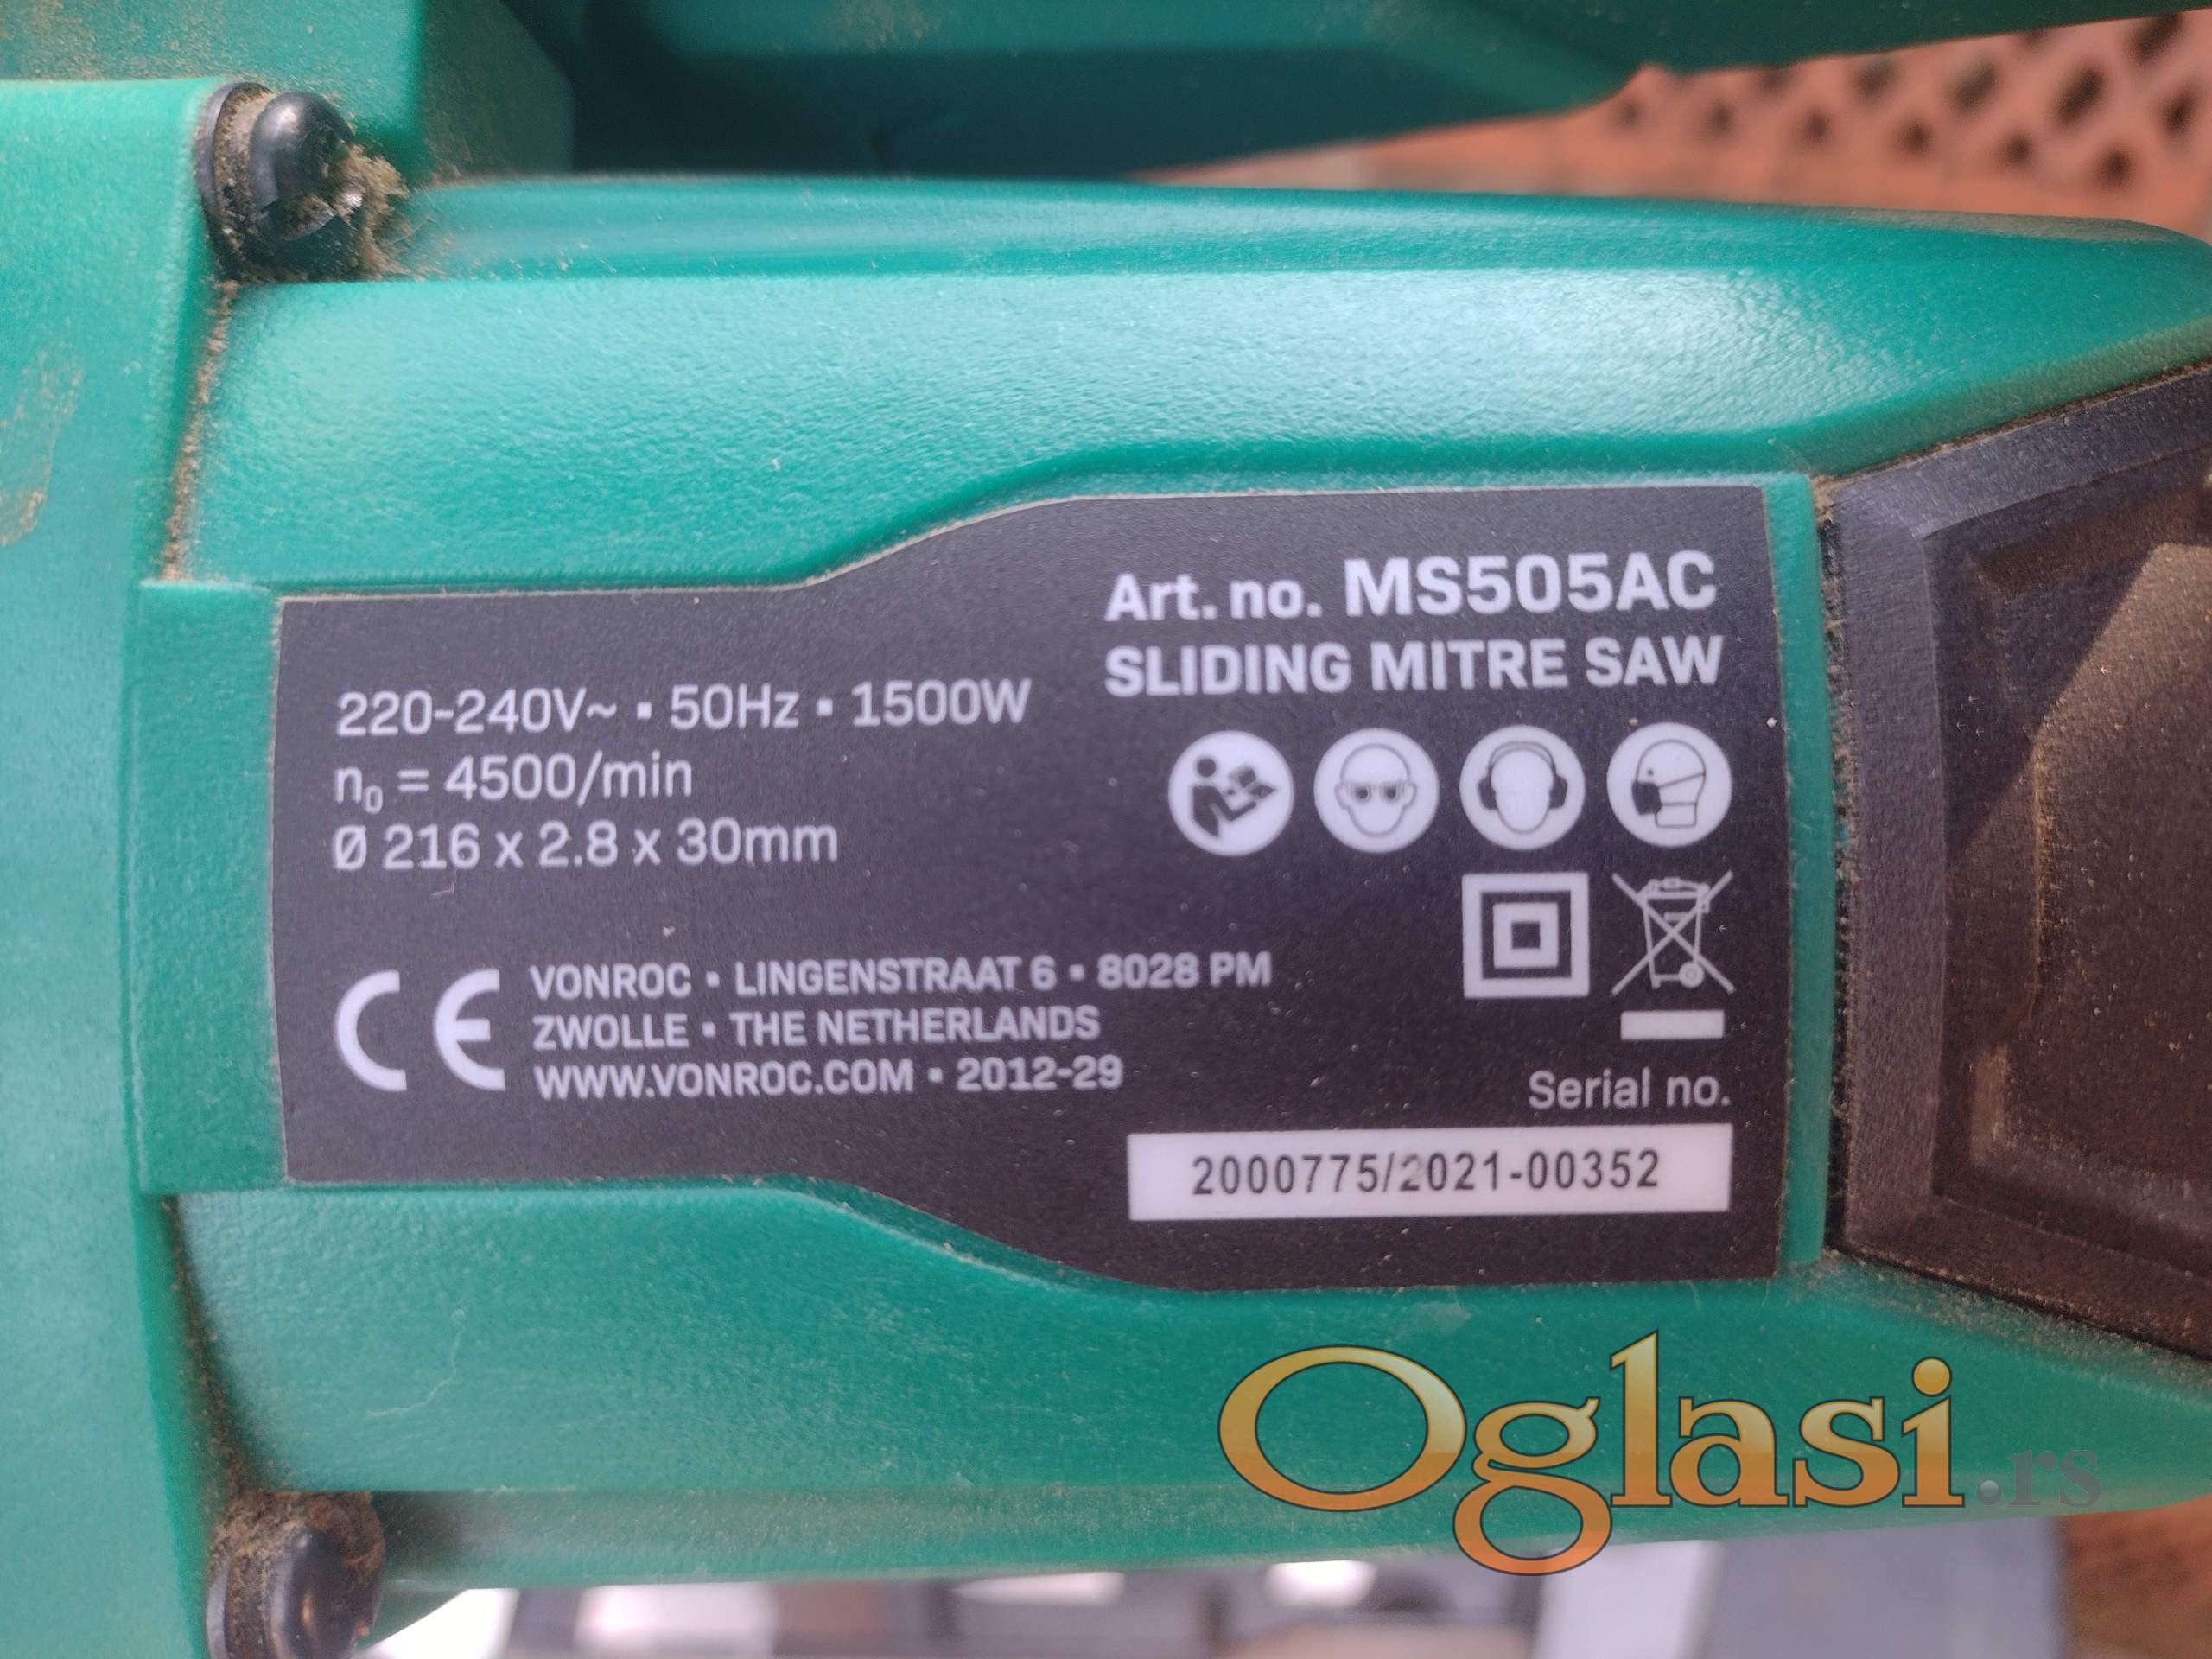 Art. no. MS505AC
SLIDING MITRE SAW
220-240V~ ▪ 50Hz ▪ 1500W
n₀ = 4500/min
Ø 216 x 2.8 x 30mm
CE
VONROC ▪ LINGENSTRAAT 6 ▪ 8028 PM
ZWOLLE ▪ THE NETHERLANDS
WWW.VONROC.COM ▪ 2012-29
Serial no.
2000775/2021-00352
Oglasi.rs